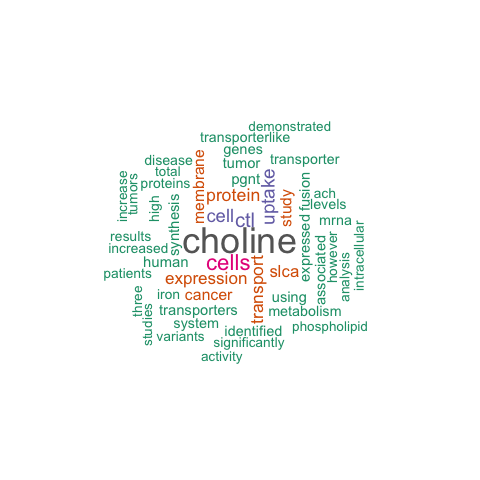 demonstrated
transporterlike
genes
disease
tumor
transporter
total
membrane
uptake
pgnt
proteins
increase
tumors
high
synthesis
protein
study
expressed
fusion
ach
levels
cell
ctl
mrna
results
choline
increased
human
cells
patients
slca
transport
associated
however
analysis
intracellular
expression
three
studies
iron
cancer
using
transporters
metabolism
system
identified
phospholipid
variants
significantly
activity